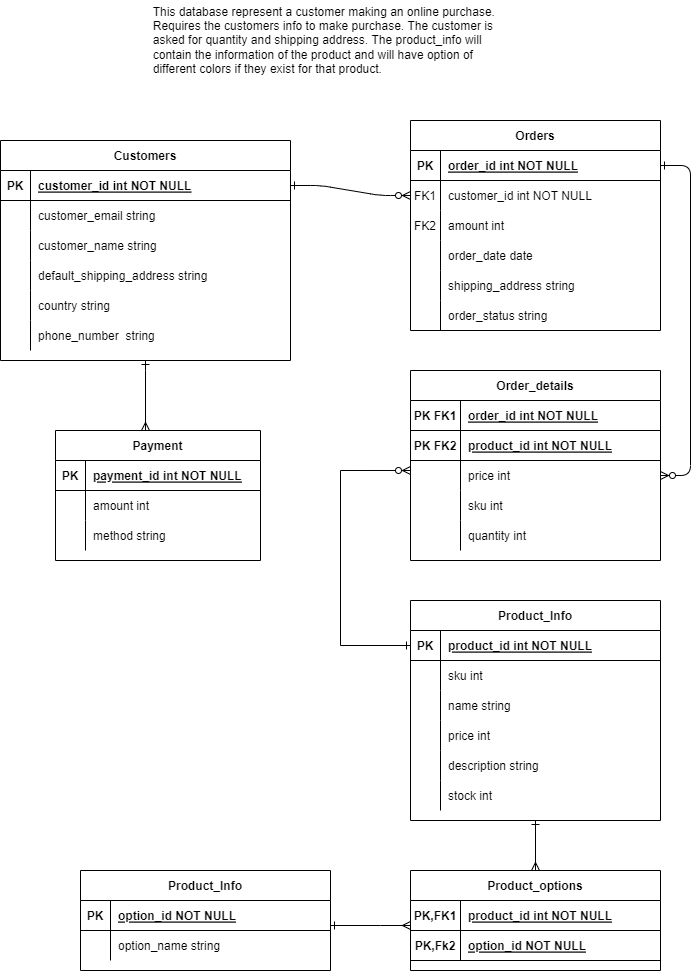 This database represent a customer making an online purchase.
Requires the customers info to make purchase. The customer is
asked for quantity and shipping address. The product_info will
contain the information of the product and will have option of
different colors if they exist for that product.
Customers
PK customer_id int NOT NULL
customer_email string
customer_name string
default_shipping_address string
country string
phone_number string
Orders
PK order_id int NOT NULL
FK1 customer_id int NOT NULL
FK2 amount int
order_date date
shipping_address string
order_status string
Payment
PK payment_id int NOT NULL
amount int
method string
Order_details
PK FK1 order_id int NOT NULL
PK FK2 product_id int NOT NULL
price int
sku int
quantity int
Product_Info
PK product_id int NOT NULL
sku int
name string
price int
description string
stock int
Product_Info
PK option_id NOT NULL
option_name string
Product_options
PK,FK1 product_id int NOT NULL
PK,Fk2 option_id NOT NULL